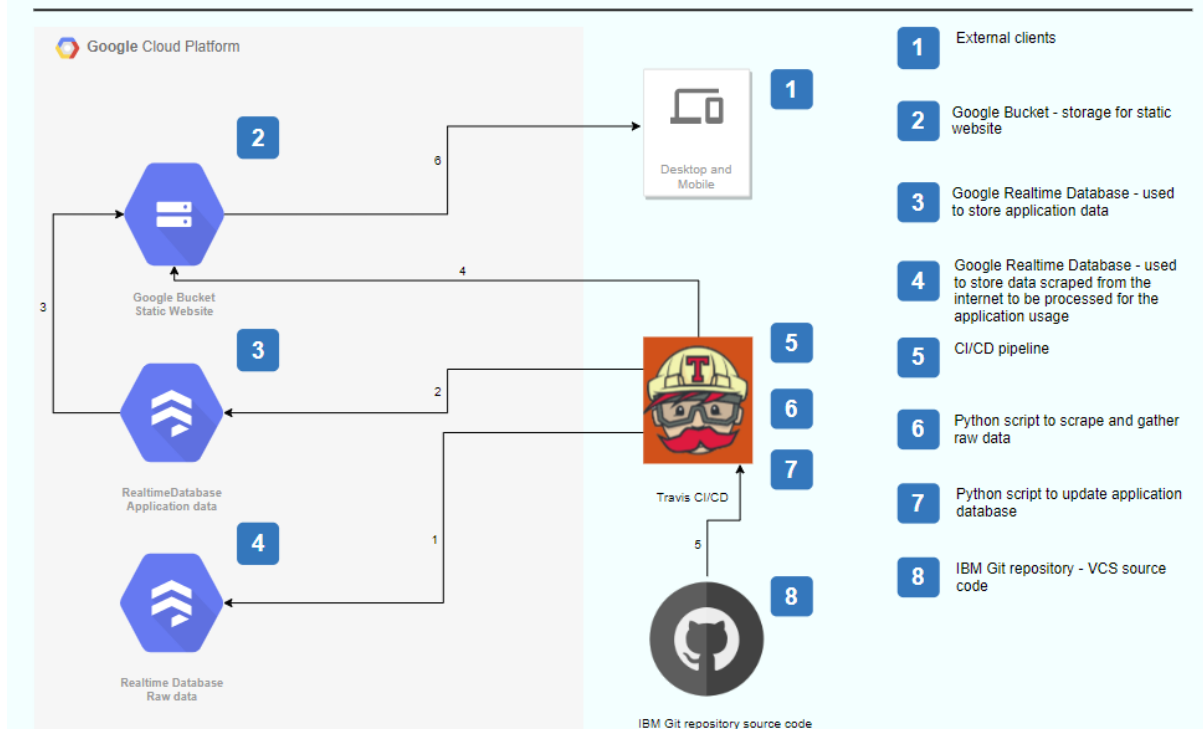 Google Cloud Platform
1
External clients
1
2
Google Bucket - storage for static
website
2
6
Desktop and
Mobile
3
Google Realtime Database - used
to store application data
4
4
Google Realtime Database - used
to store data scraped from the
internet to be processed for the
application usage
Google Bucket
Static Website
3
3
5
5
CI/CD pipeline
2
6
6
Python script to scrape and gather
raw data
T
7
RealtimeDatabase
Application data
Travis CI/CD
7
Python script to update application
database
4
1
5
8
IBM Git repository - VCS source
code
8
Realtime Database
Raw data
IBM Git repository source code